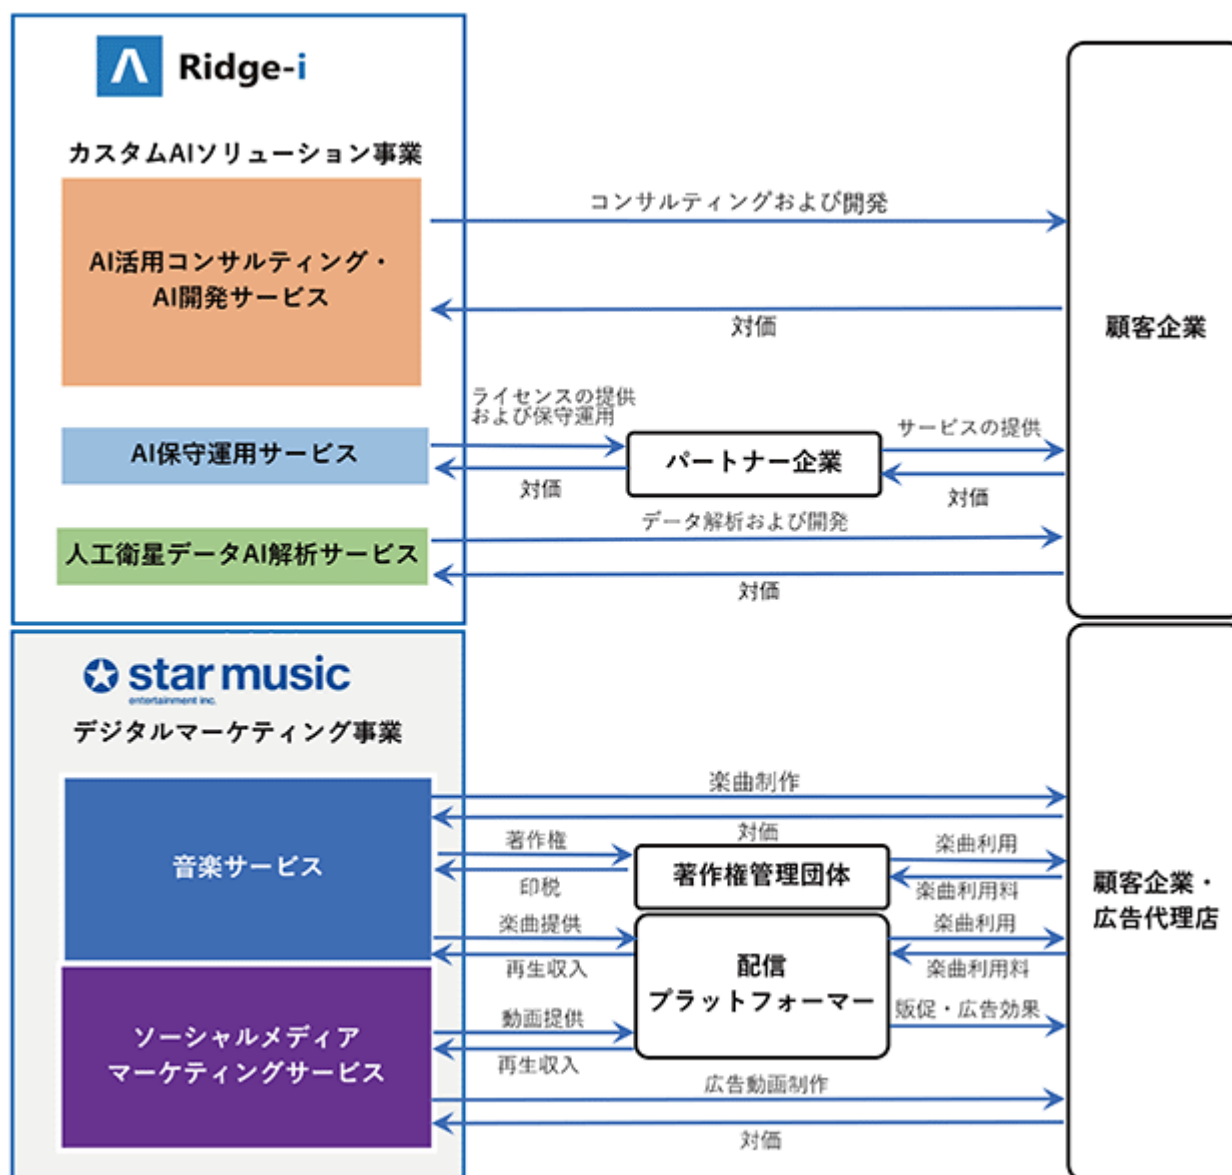 Ridge-i
カスタムAIソリューション事業
AI活用コンサルティング・
AI開発サービス
コンサルティングおよび開発
対価
顧客企業
ライセンスの提供
および保守運用
AI保守運用サービス
対価
パートナー企業
サービスの提供
対価
人工衛星データAI解析サービス
データ解析および開発
対価
star music
entertainment inc.
デジタルマーケティング事業
音楽サービス
楽曲制作
対価
著作権
印税
著作権管理団体
楽曲利用
楽曲利用料
顧客企業・
広告代理店
楽曲提供
再生収入
配信
プラットフォーマー
楽曲利用
楽曲利用料
ソーシャルメディア
マーケティングサービス
動画提供
再生収入
販促・広告効果
広告動画制作
対価